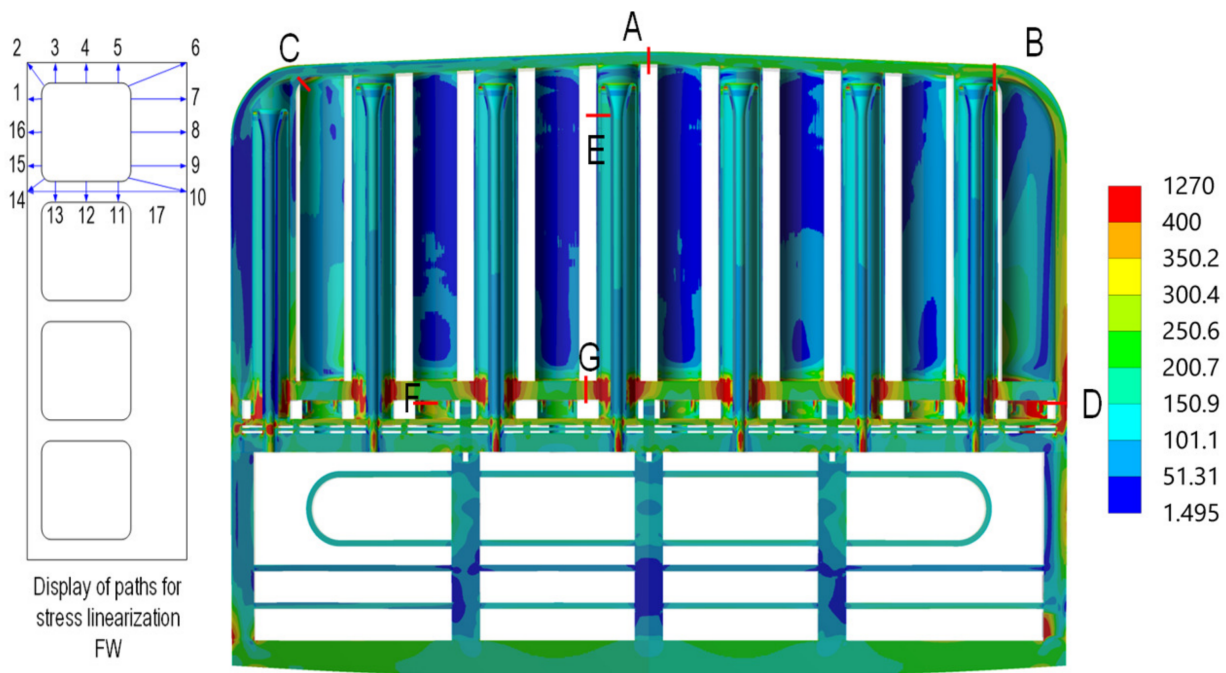 2 3 4 5 6
1 7
16 8
15 9
14 10
13 12 11 17
Display of paths for
stress linearization
FW
A
B
C
E
G
F
D
1270
400
350.2
300.4
250.6
200.7
150.9
101.1
51.31
1.495